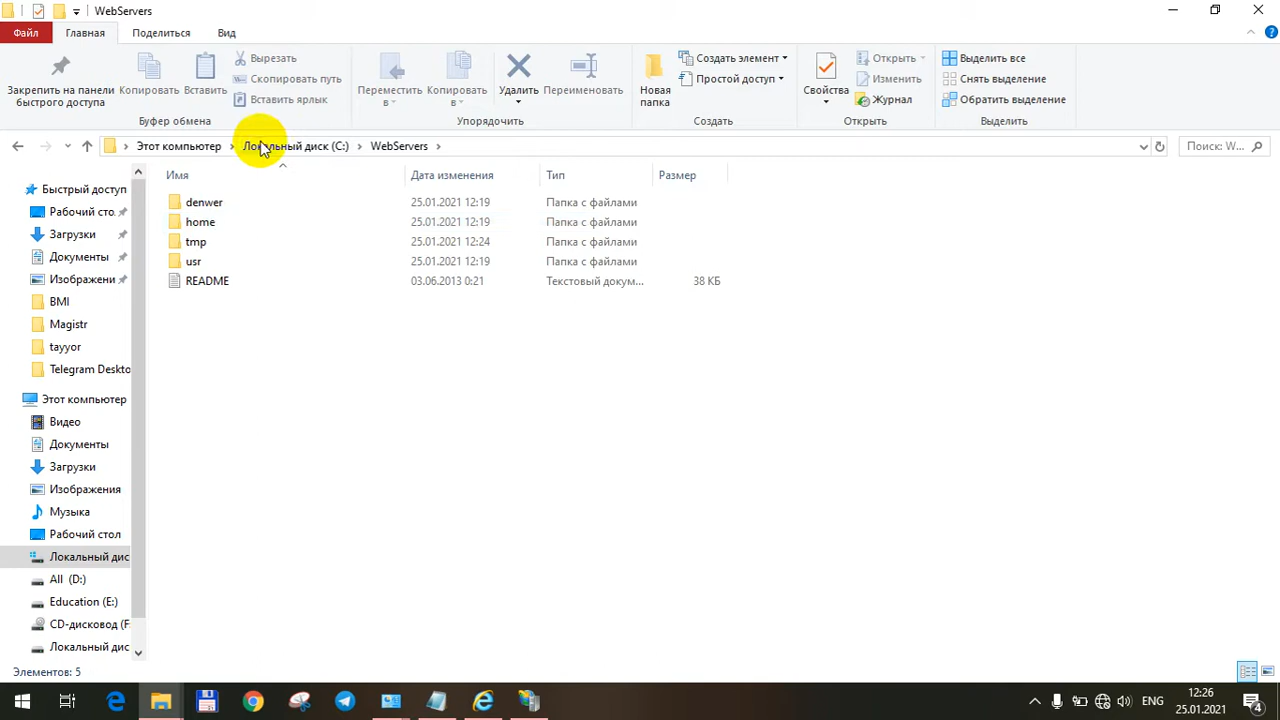 WebServers
Файл Главная Поделиться Вид
Закрепить на панели быстрого доступа
Копировать
Вставить
Вырезать
Скопировать путь
Вставить ярлык
Буфер обмена
Переместить в
Копировать в
Удалить
Переименовать
Упорядочить
Новая папка
Создать элемент
Простой доступ
Создать
Свойства
Открыть
Изменить
Журнал
Открыть
Выделить все
Снять выделение
Обратить выделение
Выделить
Этот компьютер Локальный диск (C:) WebServers
Поиск: W...
Быстрый доступ
Рабочий сто
Загрузки
Документы
Изображени
BMI
Magistr
tayyor
Telegram Deskto
Этот компьютер
Видео
Документы
Загрузки
Изображения
Музыка
Рабочий стол
Локальный дис
All (D:)
Education (E:)
CD-дисковод (F:
Локальный дис
Имя Дата изменения Тип Размер
denwer 25.01.2021 12:19 Папка с файлами
home 25.01.2021 12:19 Папка с файлами
tmp 25.01.2021 12:24 Папка с файлами
usr 25.01.2021 12:19 Папка с файлами
README 03.06.2013 0:21 Текстовый докум... 38 КБ
Элементов: 5
ENG
12:26
25.01.2021
4